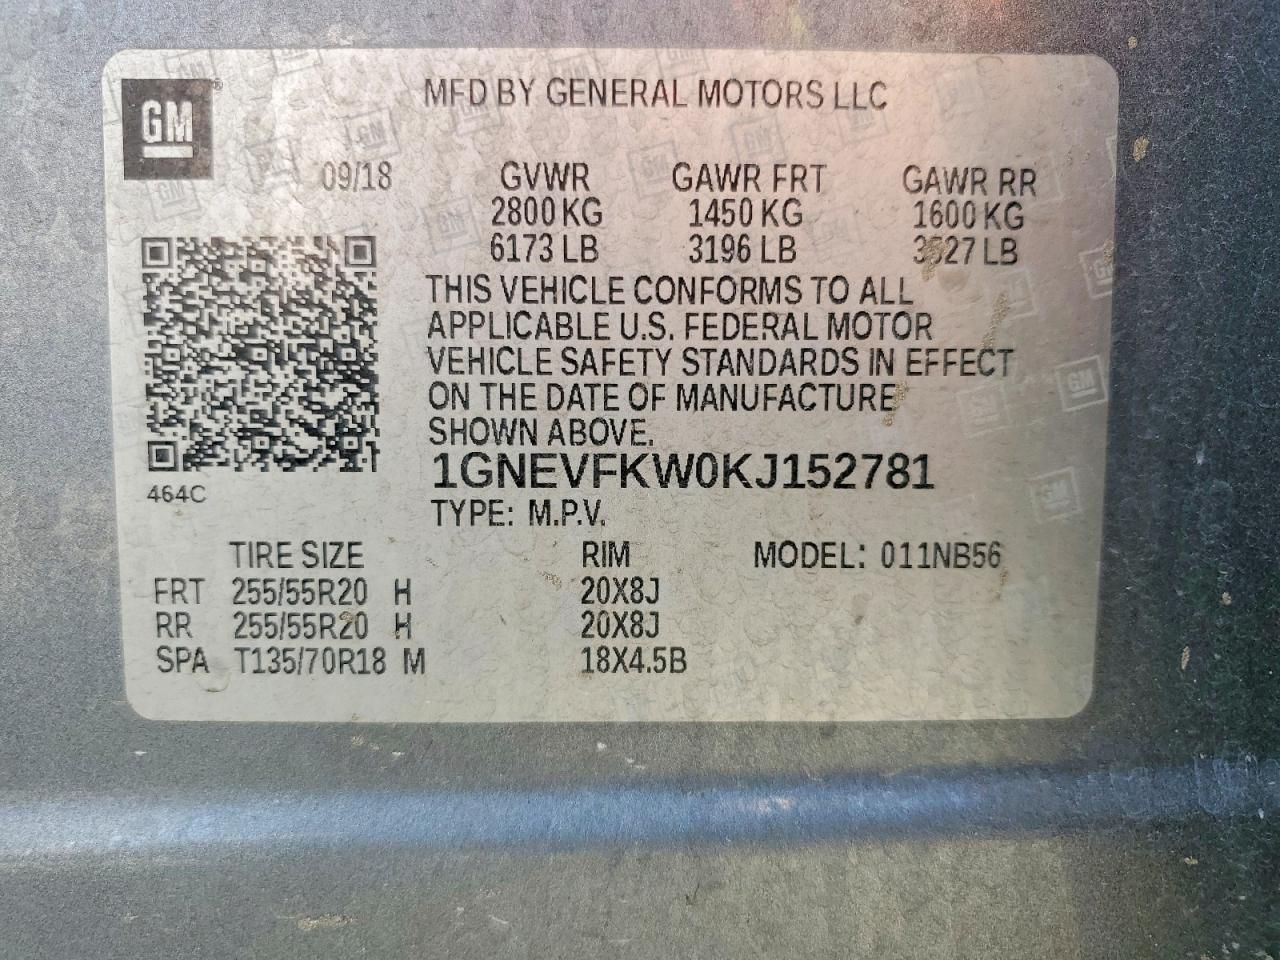 GM
MFD BY GENERAL MOTORS LLC
09/18 GVWR GAWR FRT GAWR RR
2800 KG 1450 KG 1600 KG
6173 LB 3196 LB 3527 LB
THIS VEHICLE CONFORMS TO ALL
APPLICABLE U.S. FEDERAL MOTOR
VEHICLE SAFETY STANDARDS IN EFFECT
ON THE DATE OF MANUFACTURE
SHOWN ABOVE.
1GNEVFKW0KJ152781
464C
TYPE: M.P.V.
TIRE SIZE RIM MODEL: 011NB56
FRT 255/55R20 H 20X8J
RR 255/55R20 H 20X8J
SPA T135/70R18 M 18X4.5B